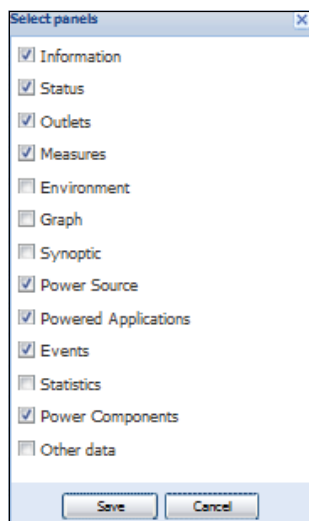 Select panels
Information
Status
Outlets
Measures
Environment
Graph
Synoptic
Power Source
Powered Applications
Events
Statistics
Power Components
Other data
Save Cancel